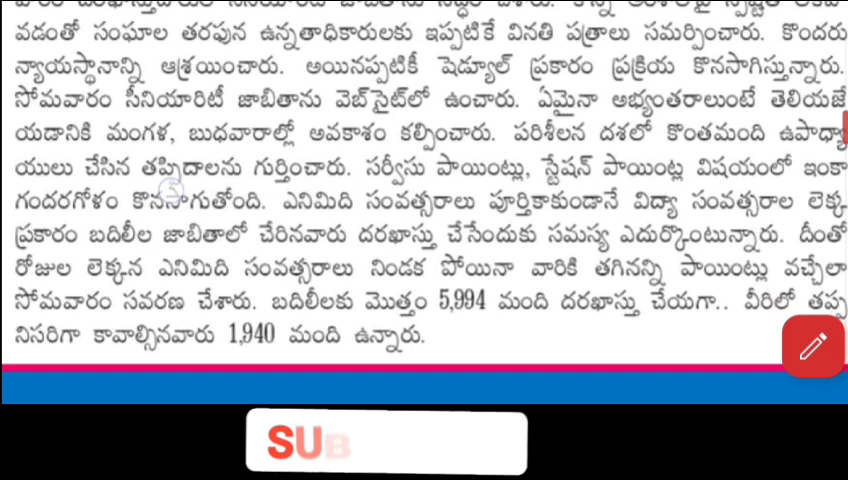 వడంతో సంఘాల తరఫున ఉన్నతాధికారులకు ఇప్పటికే వినతి పత్రాలు సమర్పించారు. కొందరు
న్యాయస్థానాన్ని ఆశ్రయించారు. అయినప్పటికీ షెడ్యూల్ ప్రకారం ప్రక్రియ కొనసాగిస్తున్నారు.
సోమవారం సీనియారిటీ జాబితాను వెబ్‌సైట్‌లో ఉంచారు. ఏమైనా అభ్యంతరాలుంటే తెలియజే
యడానికి మంగళ, బుధవారాల్లో అవకాశం కల్పించారు. పరిశీలన దశలో కొంతమంది ఉపాధ్యా
యులు చేసిన తప్పిదాలను గుర్తించారు. సర్వీసు పాయింట్లు, స్టేషన్ పాయింట్ల విషయంలో ఇంకా
గందరగోళం కొనసాగుతోంది. ఎనిమిది సంవత్సరాలు పూర్తికాకుండానే విద్యా సంవత్సరాల లెక్క
ప్రకారం బదిలీల జాబితాలో చేరినవారు దరఖాస్తు చేసేందుకు సమస్య ఎదుర్కొంటున్నారు. దీంతో
రోజుల లెక్కన ఎనిమిది సంవత్సరాలు నిండక పోయినా వారికి తగినన్ని పాయింట్లు వచ్చేలా
సోమవారం సవరణ చేశారు. బదిలీలకు మొత్తం 5,994 మంది దరఖాస్తు చేయగా.. వీరిలో తప్ప
నిసరిగా కావాల్సినవారు 1,940 మంది ఉన్నారు.
SUB